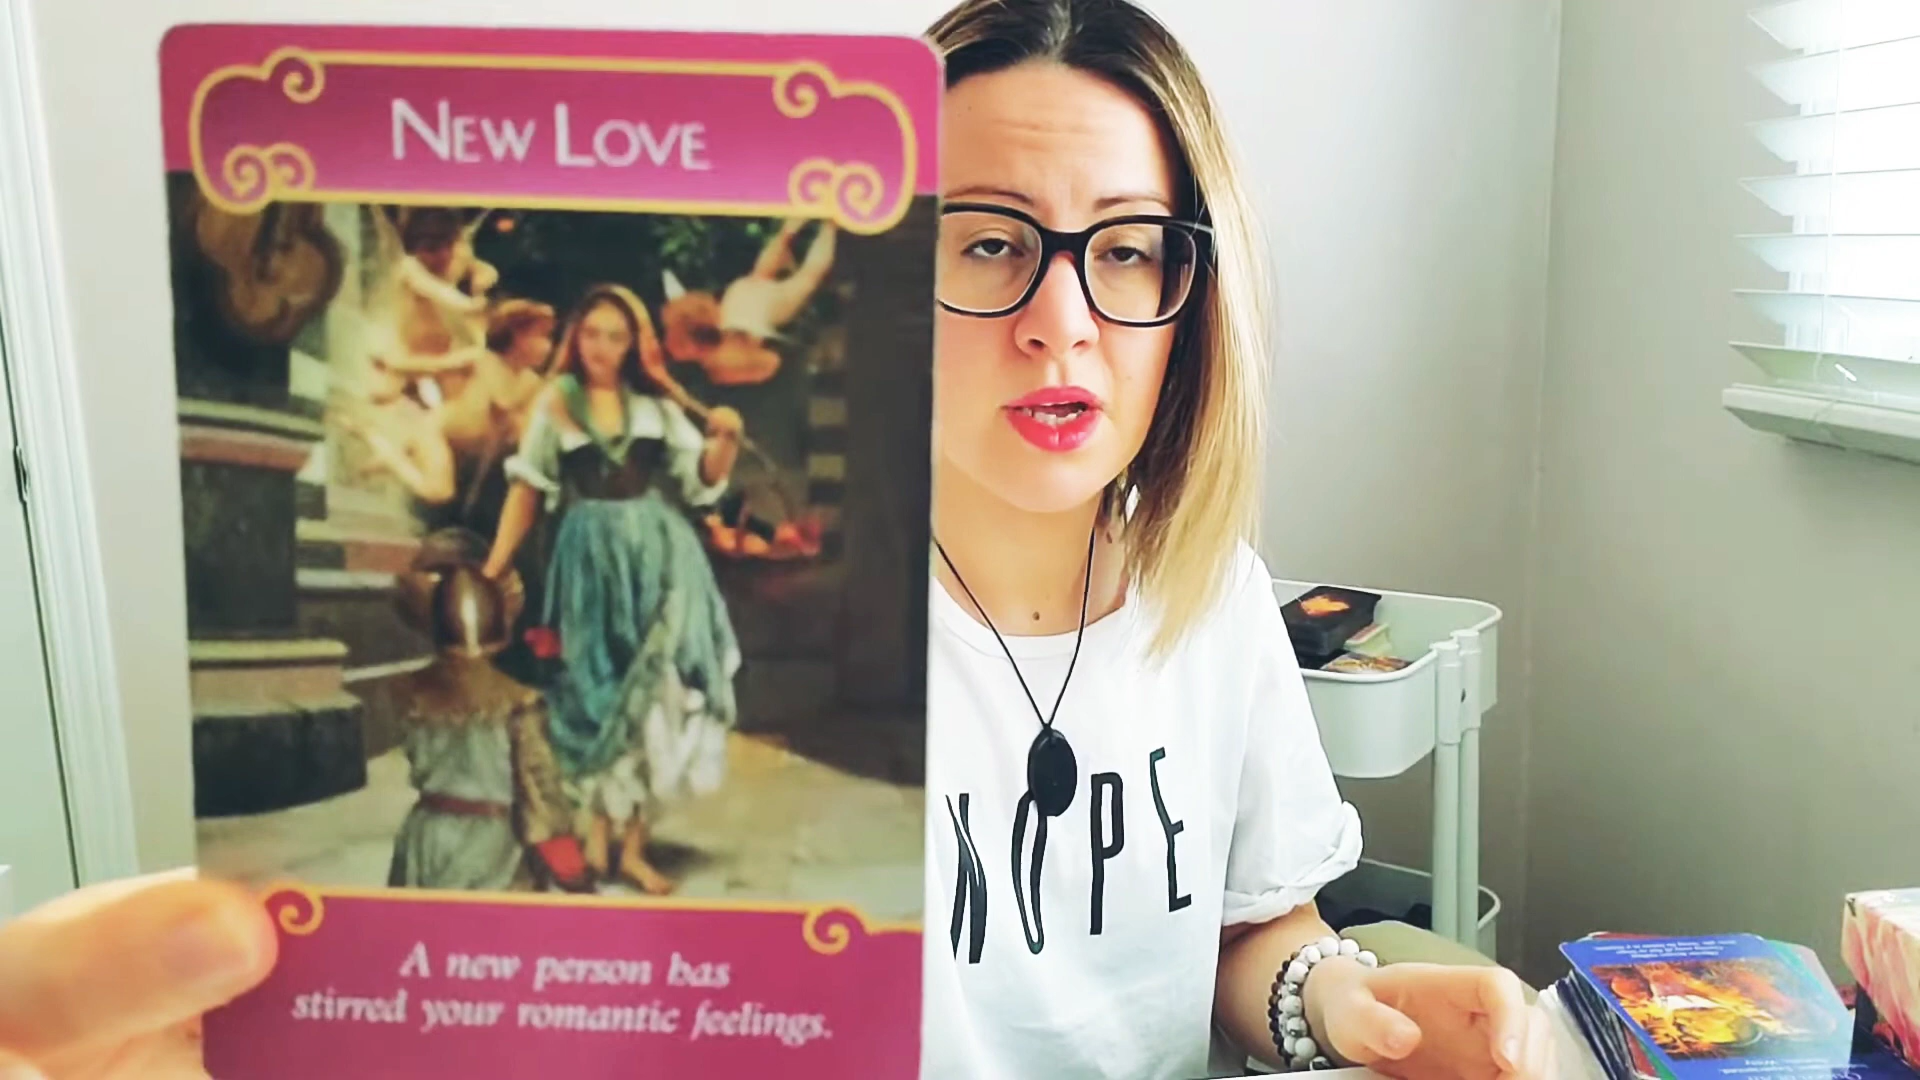 NEW LOVE
A new person has
stirred your romantic feelings.
NOPE